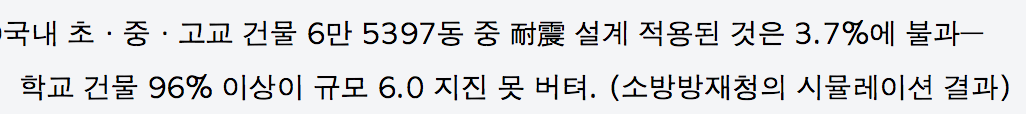 국내 초·중·고교 건물 6만 5397동 중 耐震 설계 적용된 것은 3.7%에 불과─
학교 건물 96% 이상이 규모 6.0 지진 못 버텨. (소방방재청의 시뮬레이션 결과)